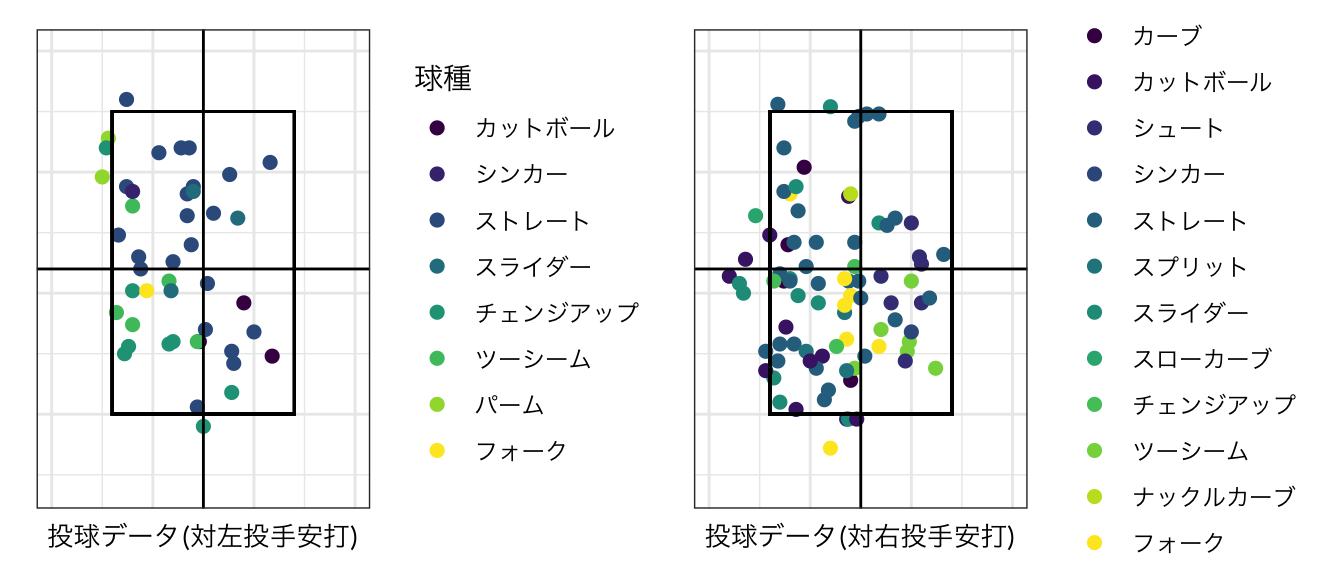 球種
カットボール
シンカー
ストレート
スライダー
チェンジアップ
ツーシーム
パーム
フォーク
投球データ(対左投手安打)
カーブ
カットボール
シュート
シンカー
ストレート
スプリット
スライダー
スローカーブ
チェンジアップ
ツーシーム
ナックルカーブ
フォーク
投球データ(対右投手安打)